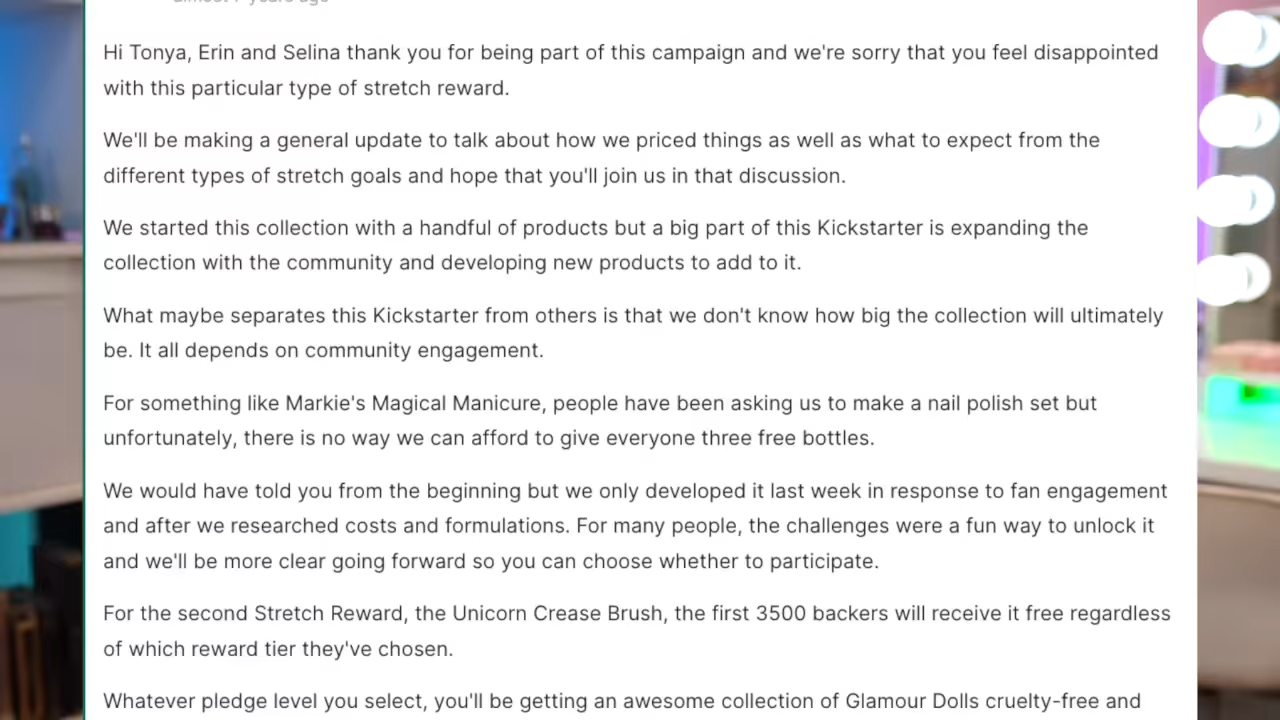 Hi Tonya, Erin and Selina thank you for being part of this campaign and we're sorry that you feel disappointed
with this particular type of stretch reward.
We'll be making a general update to talk about how we priced things as well as what to expect from the
different types of stretch goals and hope that you'll join us in that discussion.
We started this collection with a handful of products but a big part of this Kickstarter is expanding the
collection with the community and developing new products to add to it.
What maybe separates this Kickstarter from others is that we don't know how big the collection will ultimately
be. It all depends on community engagement.
For something like Markie's Magical Manicure, people have been asking us to make a nail polish set but
unfortunately, there is no way we can afford to give everyone three free bottles.
We would have told you from the beginning but we only developed it last week in response to fan engagement
and after we researched costs and formulations. For many people, the challenges were a fun way to unlock it
and we'll be more clear going forward so you can choose whether to participate.
For the second Stretch Reward, the Unicorn Crease Brush, the first 3500 backers will receive it free regardless
of which reward tier they've chosen.
Whatever pledge level you select, you'll be getting an awesome collection of Glamour Dolls cruelty-free and